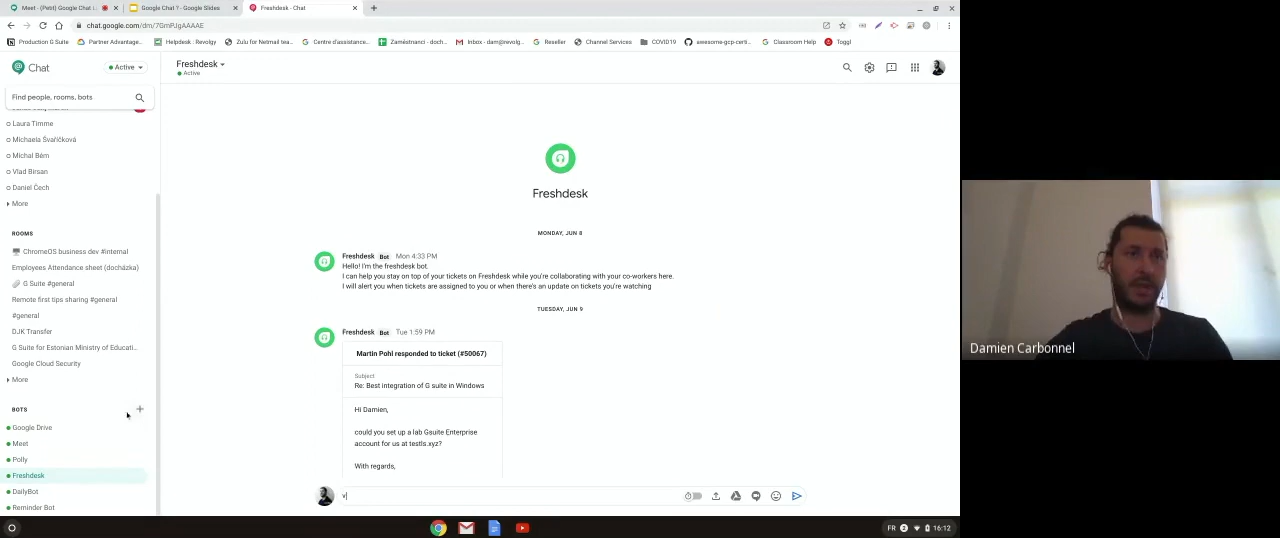 Meet - (Petit) Google Chat
Google Chat ? - Google Slides
Freshdesk - Chat
chat.google.com/dm/7GmPJgAAAAE
Production G Suite
Partner Advantage...
Helpdesk : Revolgy
Zulu for Netmail tea...
Centre d'assistance...
Zaměstnanci - doch...
Inbox - dam@revolg...
Reseller
Channel Services
COVID19
awesome-gcp-certi...
Classroom Help
Toggl
Chat
Active
Freshdesk
Active
Find people, rooms, bots
Laura Timme
Michaela Švaříčková
Michal Bém
Vlad Birsan
Daniel Čech
More
ROOMS
ChromeOS business dev #internal
Employees Attendance sheet (docházka)
G Suite #general
Remote first tips sharing #general
#general
DJK Transfer
G Suite for Estonian Ministry of Educati...
Google Cloud Security
More
BOTS
Google Drive
Meet
Polly
Freshdesk
DailyBot
Reminder Bot
Freshdesk
MONDAY, JUN 8
Freshdesk Bot Mon 4:33 PM
Hello! I'm the freshdesk bot.
I can help you stay on top of your tickets on Freshdesk while you're collaborating with your co-workers here.
I will alert you when tickets are assigned to you or when there's an update on tickets you're watching
TUESDAY, JUN 9
Freshdesk Bot Tue 1:59 PM
Martin Pohl responded to ticket (#50067)
Subject
Re: Best integration of G suite in Windows
Hi Damien,
could you set up a lab Gsuite Enterprise
account for us at testls.xyz?
With regards,
v
FR
16:12
Damien Carbonnel